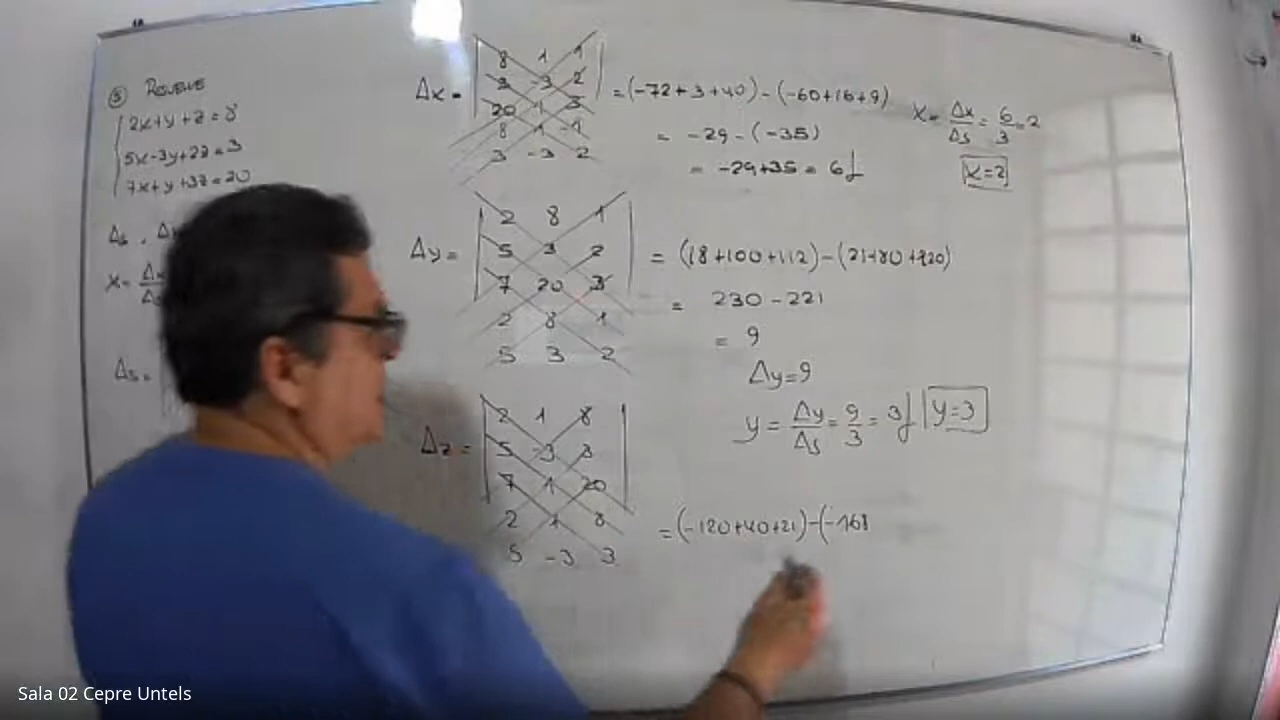 ③ RESUELVE
2x+y+z=8
5x-3y+2z=3
7x+y+3z=20
Δs, Δx
x=Δx/Δs
Δs=
Δx=
8 1 1
3 -3 2
20 1 3
8 1 1
3 -3 2
=(-72+3+40)-(-60+16+9)
= -29-(-35)
= -29+35=6
x=Δx/Δs=6/3=2
x=2
Δy=
2 8 1
5 3 2
7 20 3
2 8 1
5 3 2
=(18+100+112)-(21+80+120)
= 230-221
= 9
Δy=9
y=Δy/Δs=9/3=3 y=3
Δz=
2 1 8
5 -3 3
7 1 20
2 1 8
5 -3 3
=(-120+40+21)-(-168
Sala 02 Cepre Untels